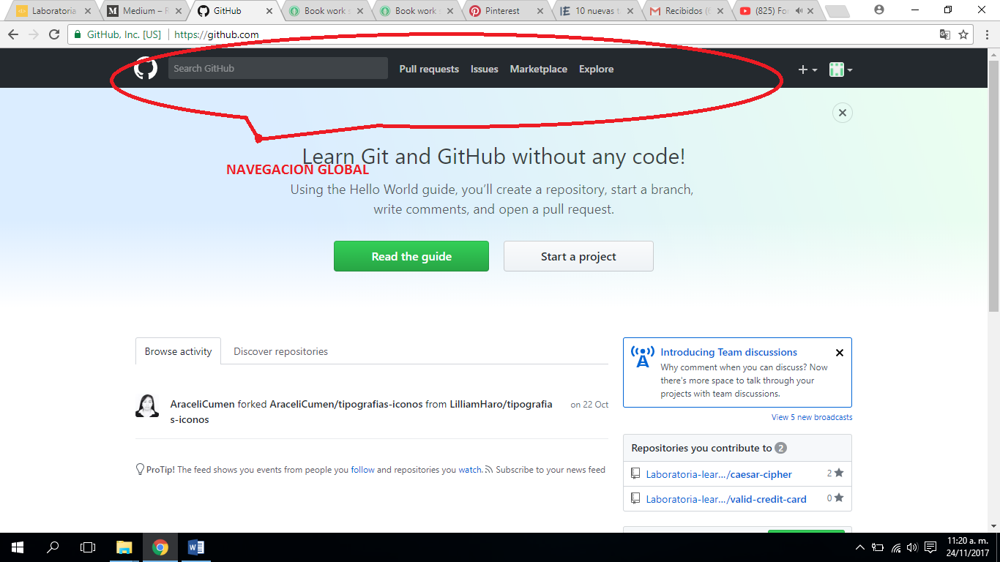 Laboratoria
Medium – F
GitHub
Book work s
Book work s
Pinterest
10 nuevas t
Recibidos (6
(825) Fo
GitHub, Inc. [US]
https://github.com
Search GitHub
Pull requests
Issues
Marketplace
Explore
Learn Git and GitHub without any code!
NAVEGACION GLOBAL
Using the Hello World guide, you’ll create a repository, start a branch,
write comments, and open a pull request.
Read the guide
Start a project
Browse activity
Discover repositories
AraceliCumen forked AraceliCumen/tipografias-iconos from LilliamHaro/tipografia
s-iconos
on 22 Oct
ProTip! The feed shows you events from people you follow and repositories you watch. Subscribe to your news feed
Introducing Team discussions
Why comment when you can discuss? Now
there's more space to talk through your
projects with team discussions.
View 5 new broadcasts
Repositories you contribute to 2
Laboratoria-lear.../caesar-cipher 2
Laboratoria-lear.../valid-credit-card 0
11:20 a. m.
24/11/2017